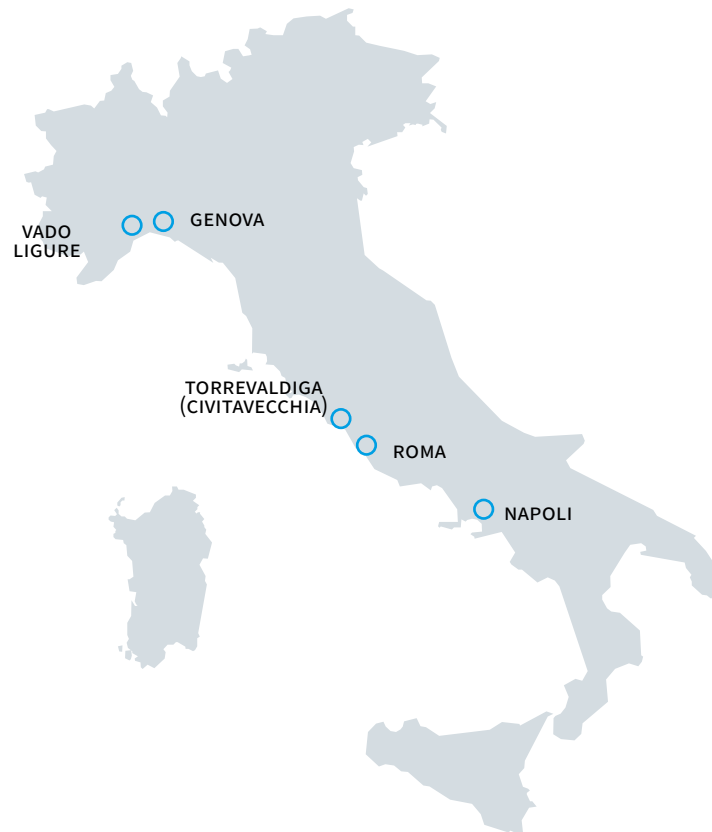 GENOVA
VADO
LIGURE
TORREVALDIGA
(CIVITAVECCHIA)
ROMA
NAPOLI